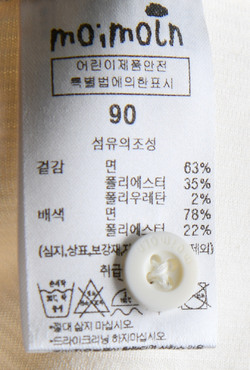 moimoln
어린이제품안전
특별법에의한표시
90
섬유의조성
겉감 면 63%
폴리에스터 35%
폴리우레탄 2%
배색 면 78%
폴리에스터 22%
(심지,상표,보강재, 제외)
취급
•절대 삶지 마십시오
•드라이크리닝 하지마십시오